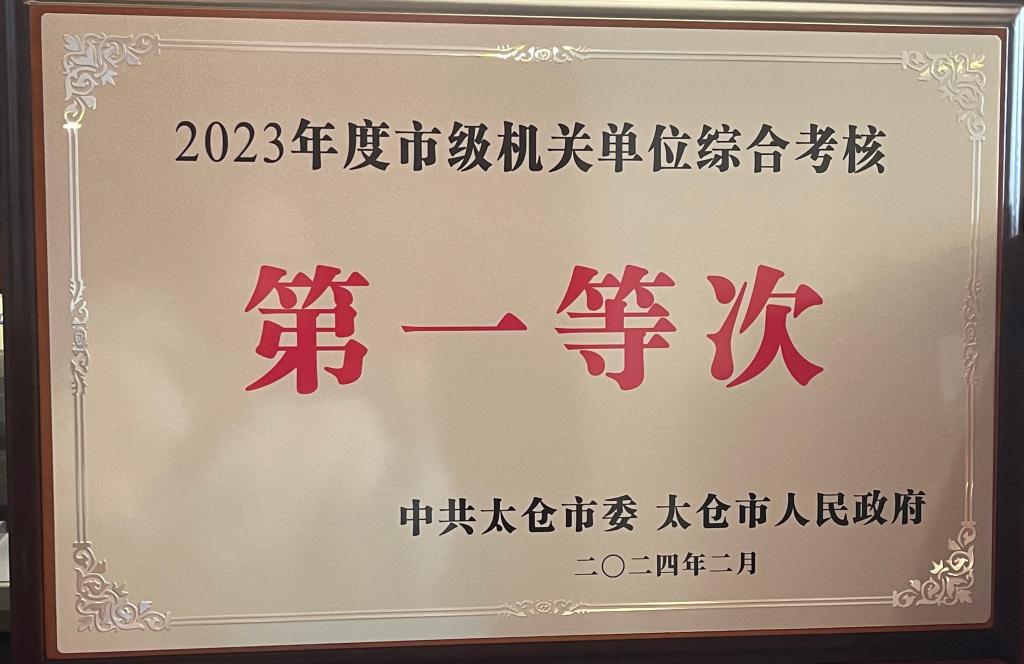 2023年度市级机关单位综合考核
第一等次
中共太仓市委 太仓市人民政府
二〇二四年二月